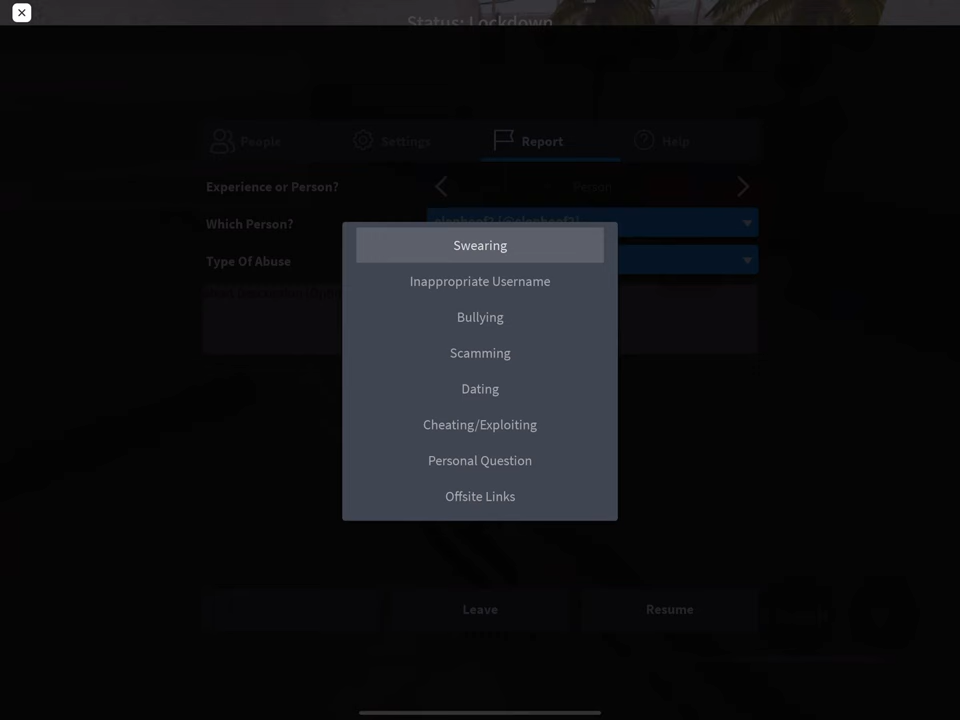 Status: Lockdown
People Settings Report Help
Experience or Person? Person
Which Person?
Type Of Abuse
Swearing
Inappropriate Username
Bullying
Scamming
Dating
Cheating/Exploiting
Personal Question
Offsite Links
Leave Resume